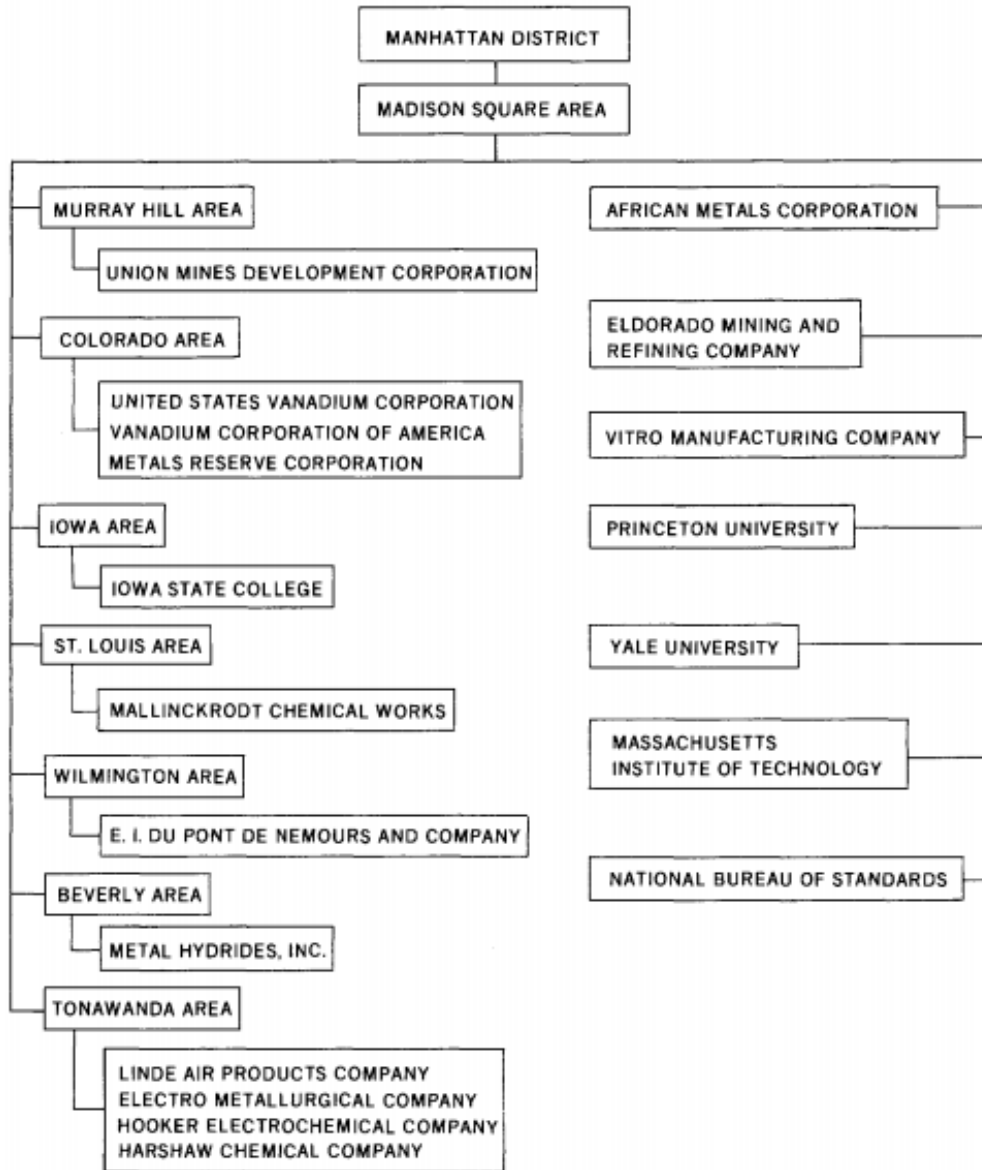 MANHATTAN DISTRICT
MADISON SQUARE AREA
MURRAY HILL AREA
UNION MINES DEVELOPMENT CORPORATION
COLORADO AREA
UNITED STATES VANADIUM CORPORATION
VANADIUM CORPORATION OF AMERICA
METALS RESERVE CORPORATION
IOWA AREA
IOWA STATE COLLEGE
ST. LOUIS AREA
MALLINCKRODT CHEMICAL WORKS
WILMINGTON AREA
E. I. DU PONT DE NEMOURS AND COMPANY
BEVERLY AREA
METAL HYDRIDES, INC.
TONAWANDA AREA
LINDE AIR PRODUCTS COMPANY
ELECTRO METALLURGICAL COMPANY
HOOKER ELECTROCHEMICAL COMPANY
HARSHAW CHEMICAL COMPANY
AFRICAN METALS CORPORATION
ELDORADO MINING AND
REFINING COMPANY
VITRO MANUFACTURING COMPANY
PRINCETON UNIVERSITY
YALE UNIVERSITY
MASSACHUSETTS
INSTITUTE OF TECHNOLOGY
NATIONAL BUREAU OF STANDARDS